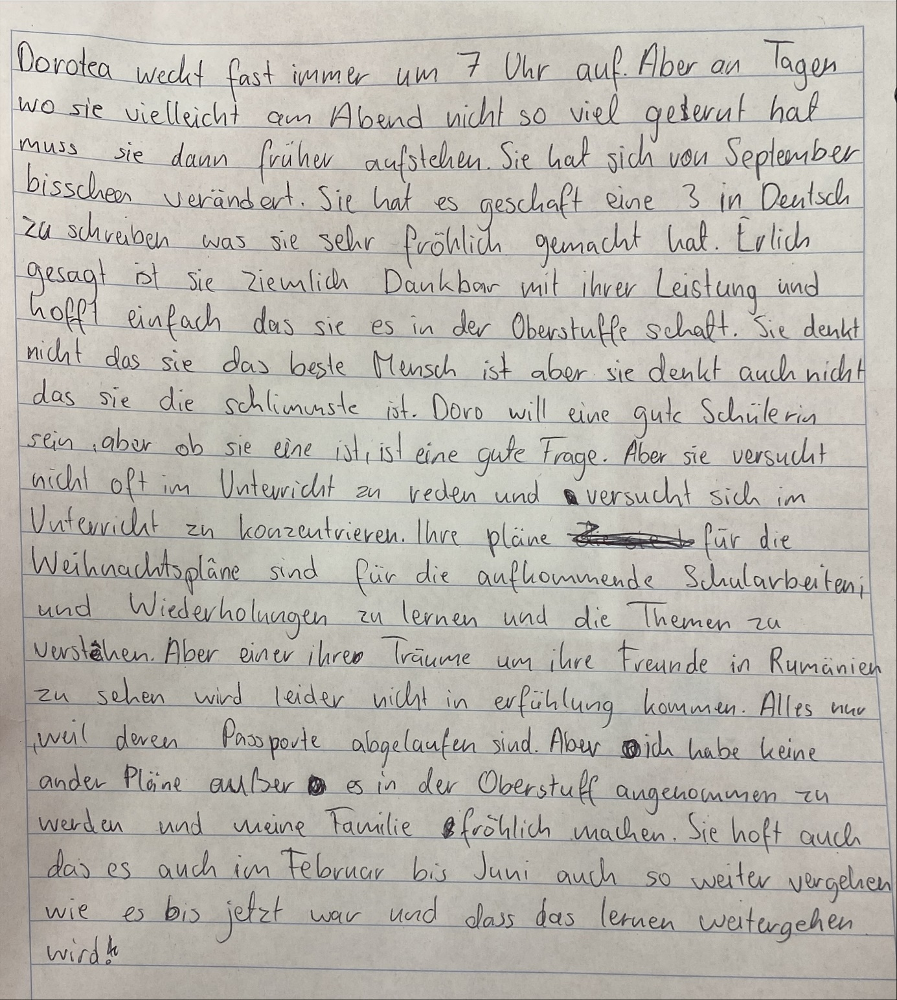 Dorotea weckt fast immer um 7 Uhr auf. Aber an Tagen
wo sie vielleicht am Abend nicht so viel gelernt hat
muss sie dann früher aufstehen. Sie hat sich von September
bisschen verändert. Sie hat es geschaft eine 3 in Deutsch
zu schreiben was sie sehr fröhlich gemacht hat. Erlich
gesagt ist sie ziemlich Dankbar mit ihrer Leistung und
hofft einfach das sie es in der Oberstuffe schaft. Sie denkt
nicht das sie das beste Mensch ist aber sie denkt auch nicht
das sie die schlimmste ist. Doro will eine gute Schülerin
sein, aber ob sie eine ist, ist eine gute Frage. Aber sie versucht
nicht oft im Unterricht zu reden und versucht sich im
Unterricht zu konzentrieren. Ihre pläne für die
Weihnachtspläne sind für die aufkommende Schularbeiten,
und Wiederholungen zu lernen und die Themen zu
verstehen. Aber einer ihre Träume um ihre Freunde in Rumänien
zu sehen wird leider nicht in erfühlung kommen. Alles nur
, weil deren Passporte abgelaufen sind. Aber ich habe keine
ander Pläne außer es in der Oberstuff angenommen zu
werden und meine Familie fröhlich machen. Sie hoft auch
das es auch im Februar bis Juni auch so weiter vergehen
wie es bis jetzt war und dass das lernen weitergehen
wird!